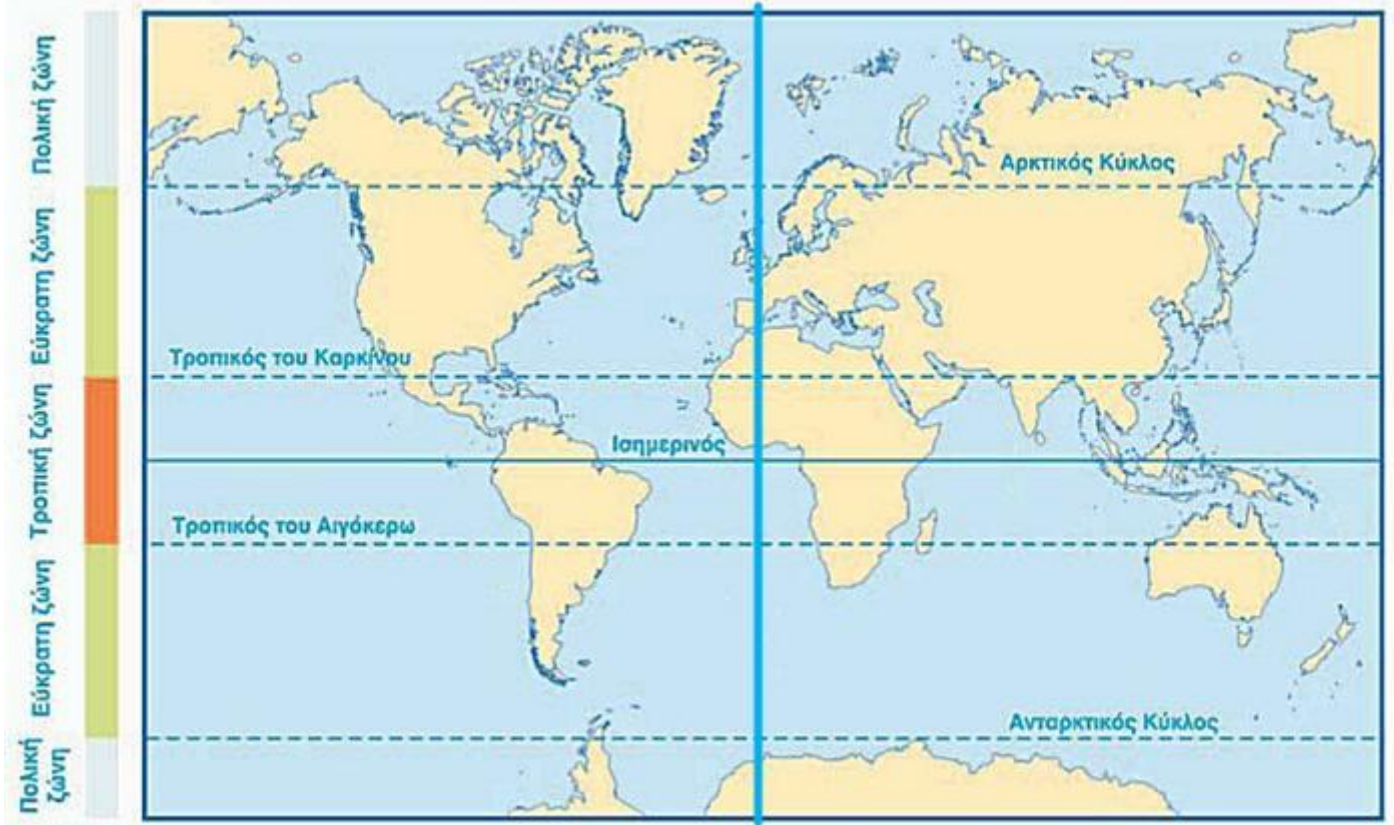 Πολική ζώνη
Εύκρατη ζώνη
Τροπική ζώνη
Εύκρατη ζώνη
Πολική
ζώνη
Αρκτικός Κύκλος
Τροπικός του Καρκίνου
Ισημερινός
Τροπικός του Αιγόκερω
Ανταρκτικός Κύκλος